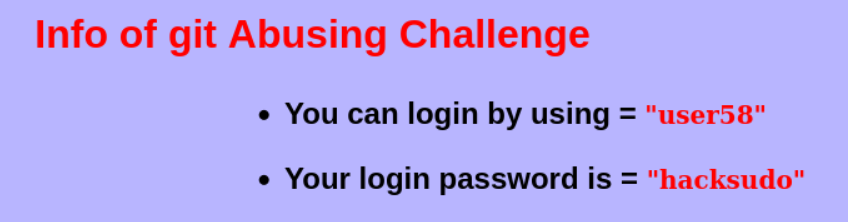 Info of git Abusing Challenge
• You can login by using = "user58"
• Your login password is = "hacksudo"